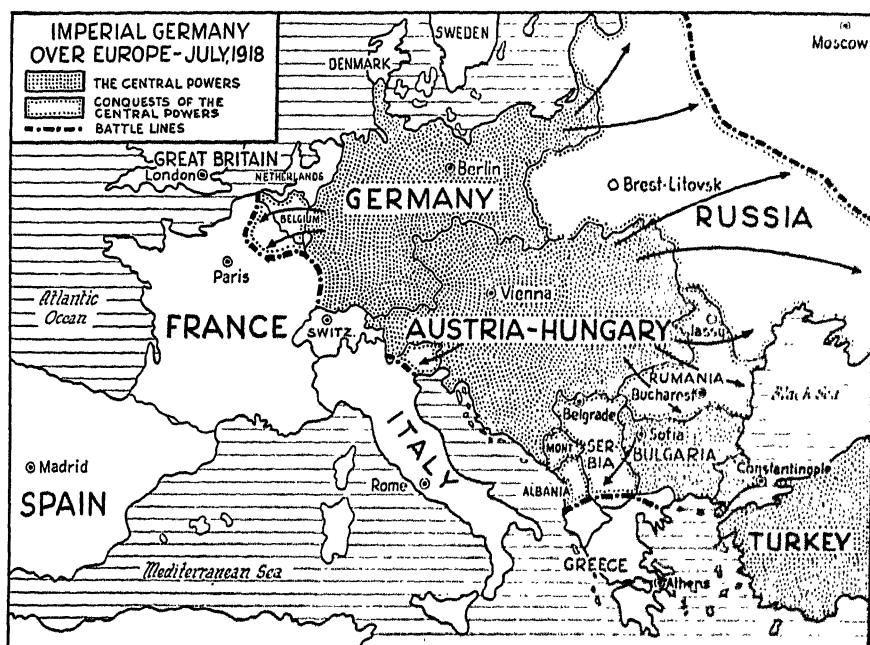 IMPERIAL GERMANY
OVER EUROPE-JULY, 1918
THE CENTRAL POWERS
CONQUESTS OF THE
CENTRAL POWERS
BATTLE LINES
SWEDEN
DENMARK
Moscow
GREAT BRITAIN
London
NETHERLANDS
Berlin
GERMANY
BELGIUM
Brest-Litovsk
RUSSIA
Paris
Atlantic
Ocean
Vienna
FRANCE
SWITZ.
AUSTRIA-HUNGARY
Jassy
RUMANIA
Bucharest
Black Sea
Belgrade
ITALY
MONT.
SER-
BIA
Sofia
BULGARIA
Madrid
SPAIN
Rome
ALBANIA
Constantinople
TURKEY
GREECE
Athens
Mediterranean Sea